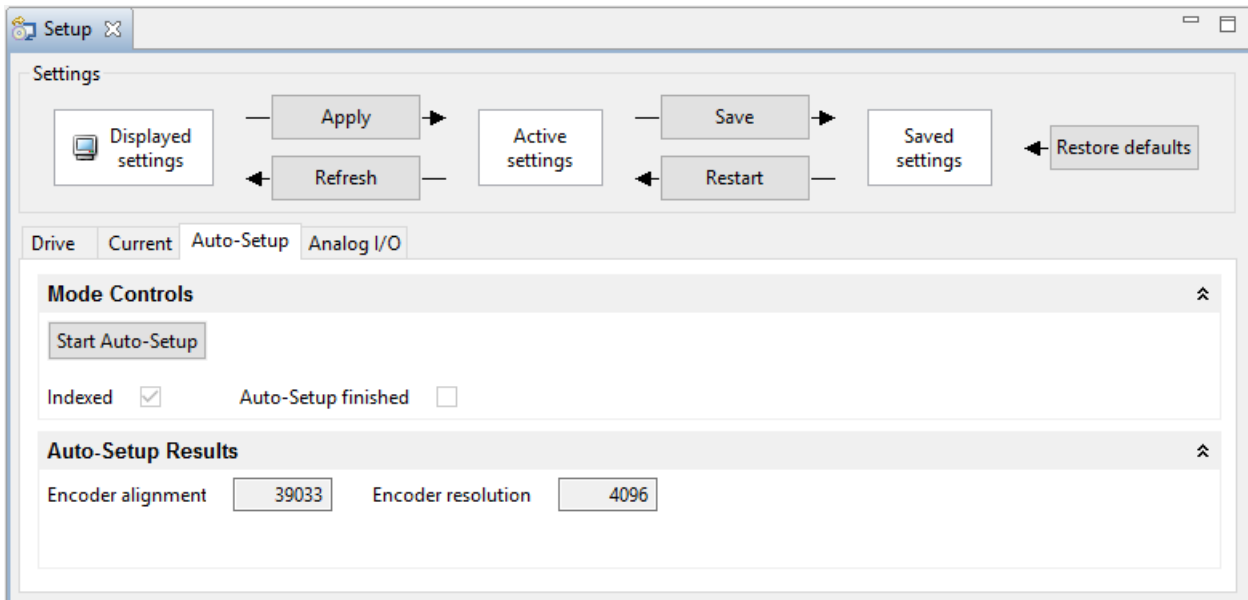 Setup
Settings
Displayed
settings
Apply
Refresh
Active
settings
Save
Restart
Saved
settings
Restore defaults
Drive Current Auto-Setup Analog I/O
Mode Controls
Start Auto-Setup
Indexed Auto-Setup finished
Auto-Setup Results
Encoder alignment 39033 Encoder resolution 4096